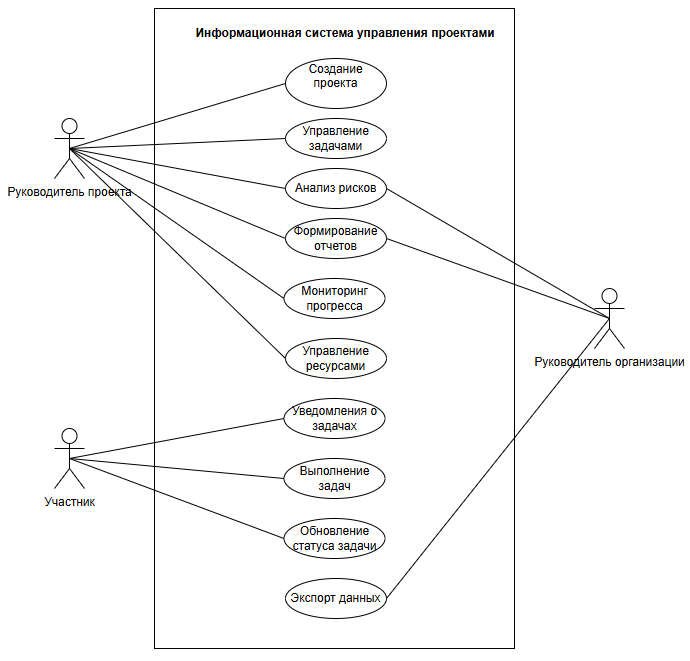 Информационная система управления проектами
Создание
проекта
Управление
задачами
Анализ рисков
Руководитель проекта
Формирование
отчетов
Мониторинг
прогресса
Управление
ресурсами
Руководитель организации
Уведомления о
задачах
Выполнение
задач
Участник
Обновление
статуса задачи
Экспорт данных